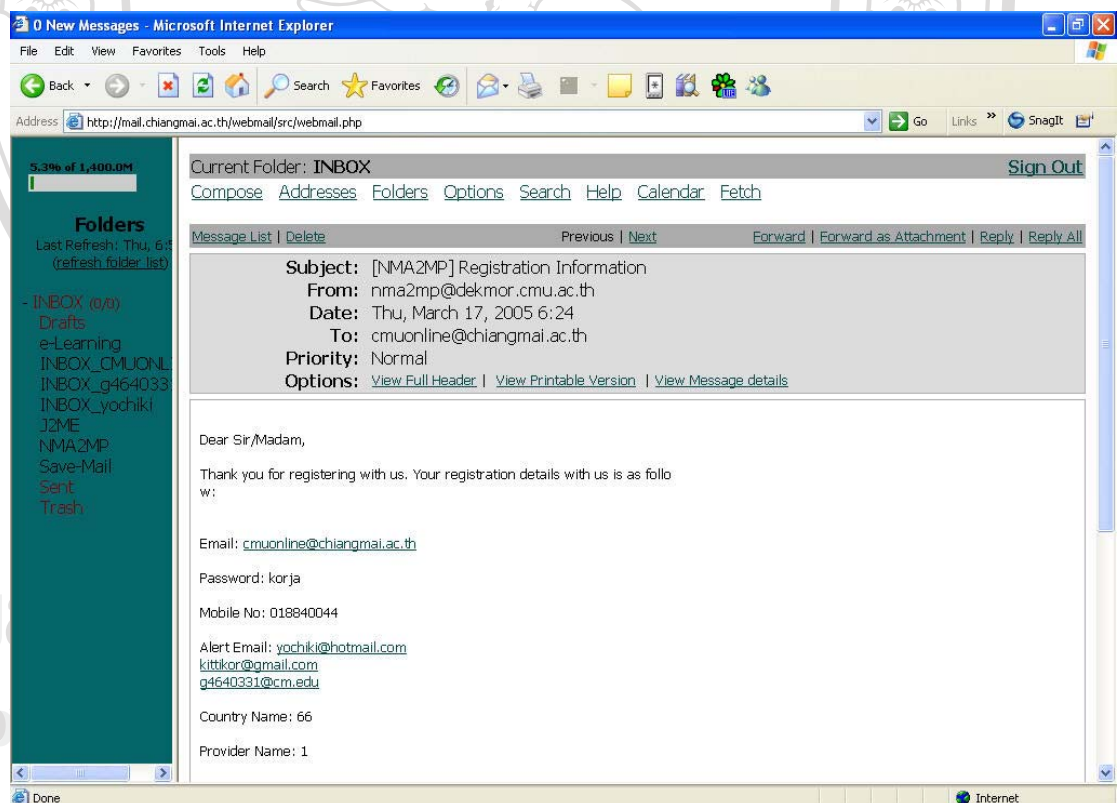 0 New Messages - Microsoft Internet Explorer
File Edit View Favorites Tools Help
Back Search Favorites
Address http://mail.chiangmai.ac.th/webmail/src/webmail.php Go Links » SnagIt
5.3% of 1,400.0M
Folders
Last Refresh: Thu, 6:5
(refresh folder list)
- INBOX (0/0)
Drafts
e-Learning
INBOX_CMUONL
INBOX_g464033
INBOX_yochiki
J2ME
NMA2MP
Save-Mail
Sent
Trash
Current Folder: INBOX Sign Out
Compose Addresses Folders Options Search Help Calendar Fetch
Message List | Delete Previous | Next Forward | Forward as Attachment | Reply | Reply All
Subject: [NMA2MP] Registration Information
From: nma2mp@dekmor.cmu.ac.th
Date: Thu, March 17, 2005 6:24
To: cmuonline@chiangmai.ac.th
Priority: Normal
Options: View Full Header | View Printable Version | View Message details
Dear Sir/Madam,
Thank you for registering with us. Your registration details with us is as follo
w:
Email: cmuonline@chiangmai.ac.th
Password: korja
Mobile No: 018840044
Alert Email: yochiki@hotmail.com
kittikor@gmail.com
g4640331@cm.edu
Country Name: 66
Provider Name: 1
Done Internet